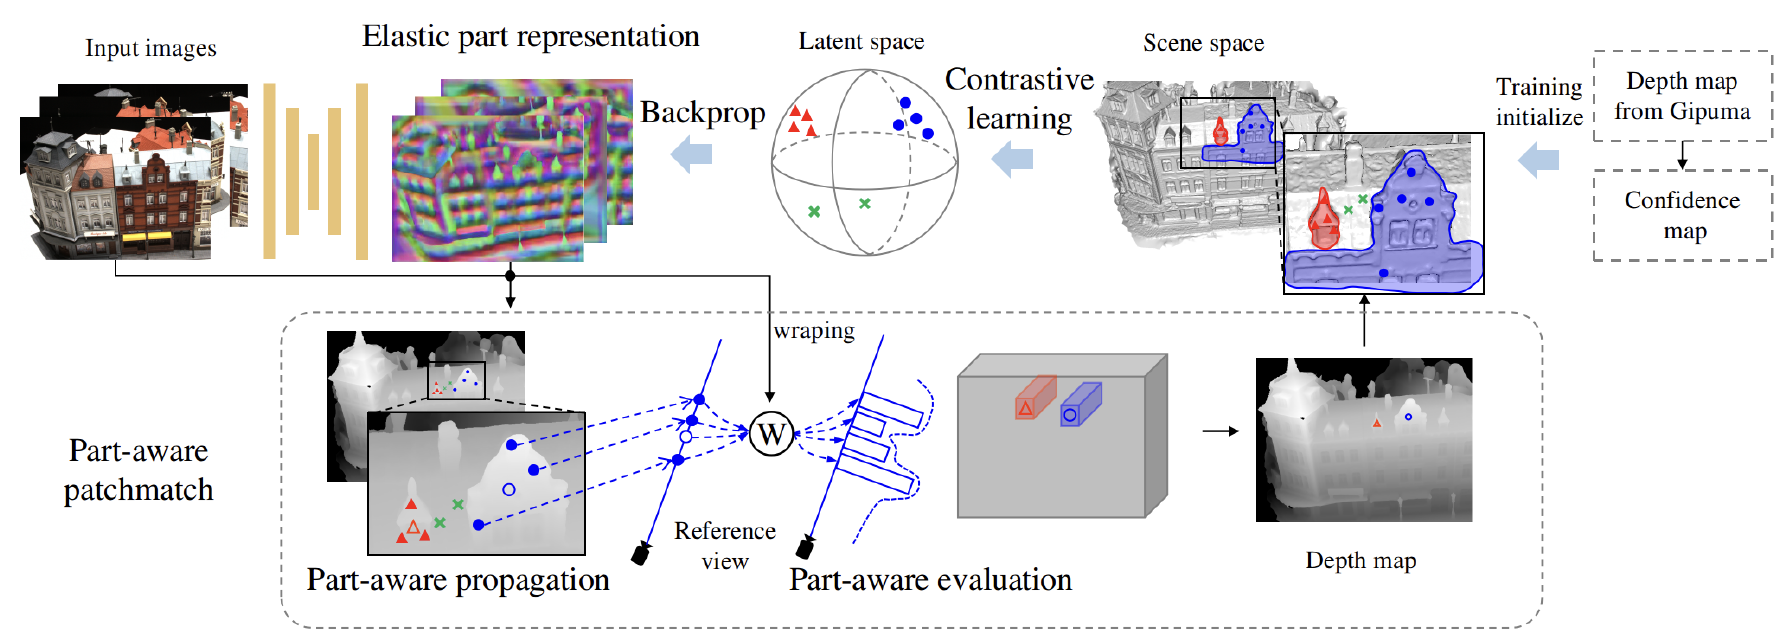 Input images
Elastic part representation
Latent space
Scene space
Backprop
Contrastive
learning
Training
initialize
Depth map
from Gipuma
Confidence
map
wraping
W
Part-aware
patchmatch
Reference
view
Depth map
Part-aware propagation
Part-aware evaluation